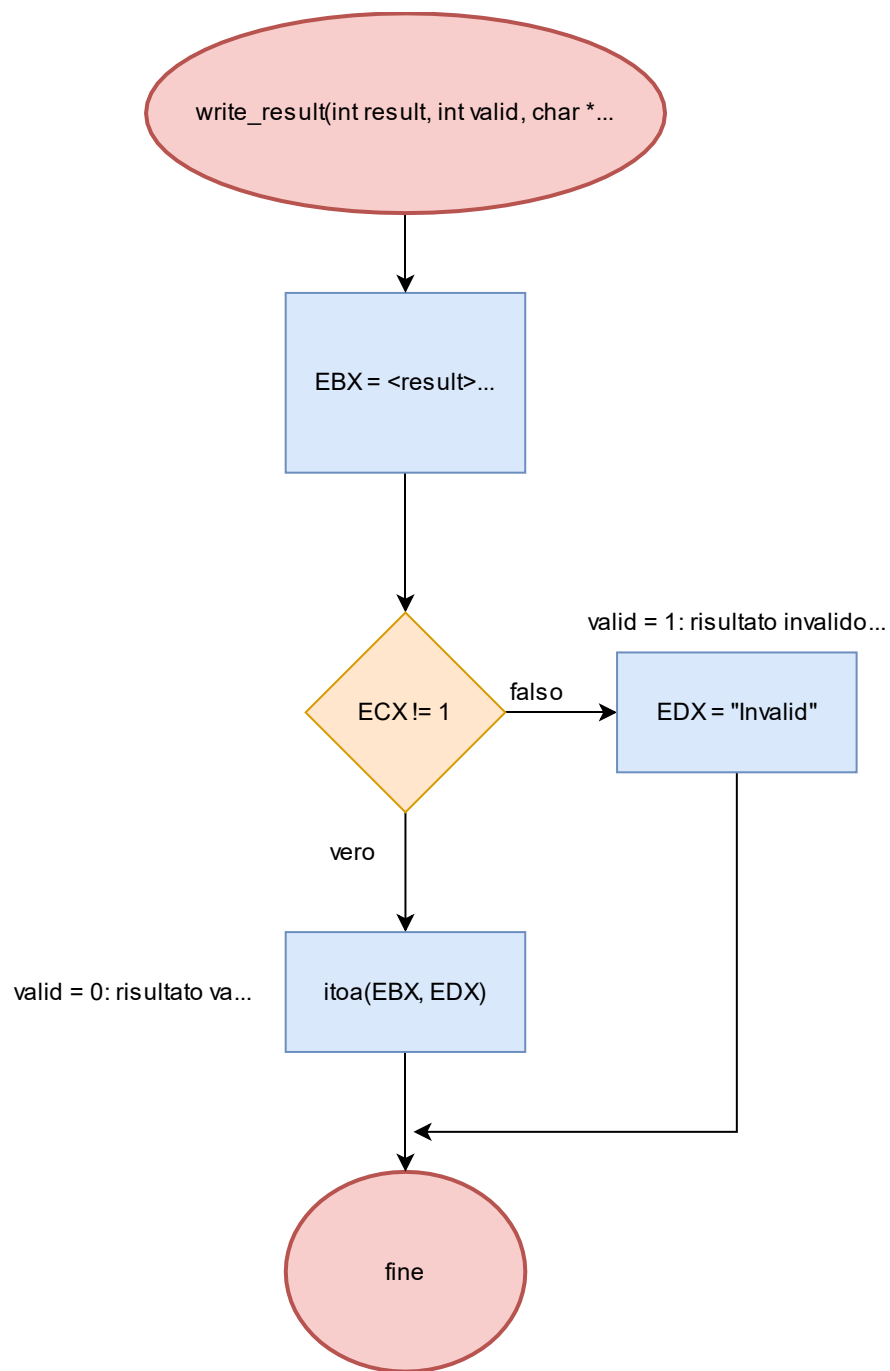 write_result(int result, int valid, char *...
EBX = <result>...
valid = 1: risultato invalido...
falso
ECX != 1
EDX = "Invalid"
vero
valid = 0: risultato va...
itoa(EBX, EDX)
fine